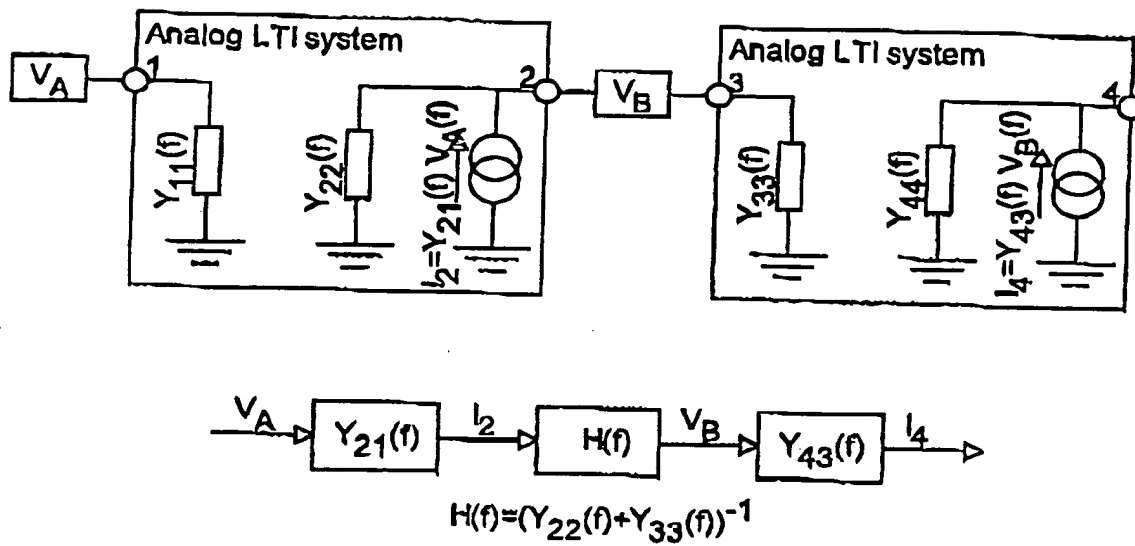 Analog LTI system
V_A
1
Y_11(f)
Y_22(f)
I_2=Y_21(f) V_A(f)
2
V_B
Analog LTI system
3
Y_33(f)
Y_44(f)
I_4=Y_43(f) V_B(f)
4
V_A
Y_21(f)
I_2
H(f)
V_B
Y_43(f)
I_4
H(f)=(Y_22(f)+Y_33(f))^-1